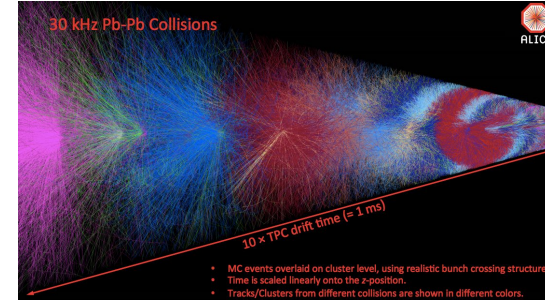 30 kHz Pb-Pb Collisions
ALIC
10 × TPC drift time (= 1 ms)
• MC events overlaid on cluster level, using realistic bunch crossing structure
• Time is scaled linearly onto the z-position.
• Tracks/Clusters from different collisions are shown in different colors.